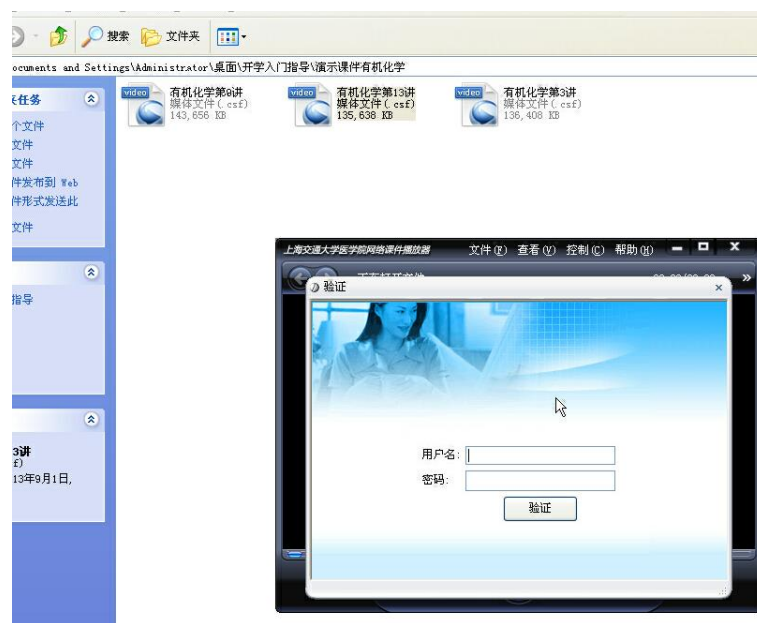 搜索 文件夹
ocuments and Settings\Administrator\桌面\开学入门指导\演示课件有机化学
任务
个文件
文件
文件
件发布到 Web
件形式发送此
文件
指导
3讲
f)
13年9月1日,
video
有机化学第9讲
媒体文件(.csf)
143,656 KB
video
有机化学第13讲
媒体文件(.csf)
135,638 KB
video
有机化学第3讲
媒体文件(.csf)
136,408 KB
上海交通大学医学院网络课件播放器 文件(F) 查看(V) 控制(C) 帮助(H)
正在打开文件
验证
用户名:
密码:
验证